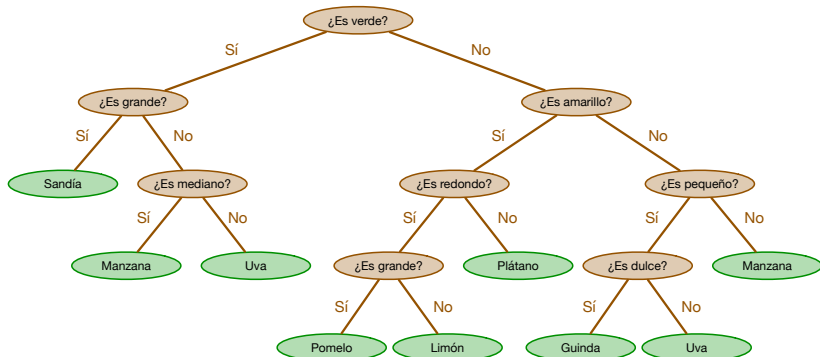 ¿Es verde?
Sí
No
¿Es grande?
¿Es amarillo?
Sí
No
Sí
No
Sandía
¿Es mediano?
¿Es redondo?
¿Es pequeño?
Sí
No
Sí
No
Sí
No
Manzana
Uva
¿Es grande?
Plátano
¿Es dulce?
Manzana
Sí
No
Sí
No
Pomelo
Limón
Guinda
Uva